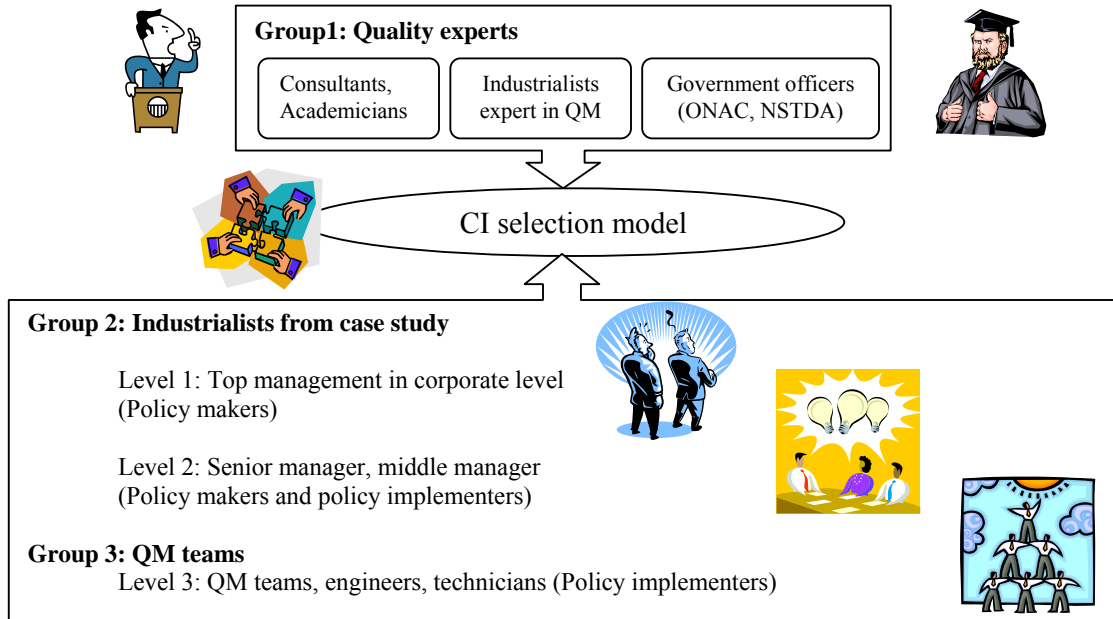 Group1: Quality experts
Consultants,
Academicians
Industrialists
expert in QM
Government officers
(ONAC, NSTDA)
CI selection model
Group 2: Industrialists from case study
Level 1: Top management in corporate level
(Policy makers)
Level 2: Senior manager, middle manager
(Policy makers and policy implementers)
Group 3: QM teams
Level 3: QM teams, engineers, technicians (Policy implementers)